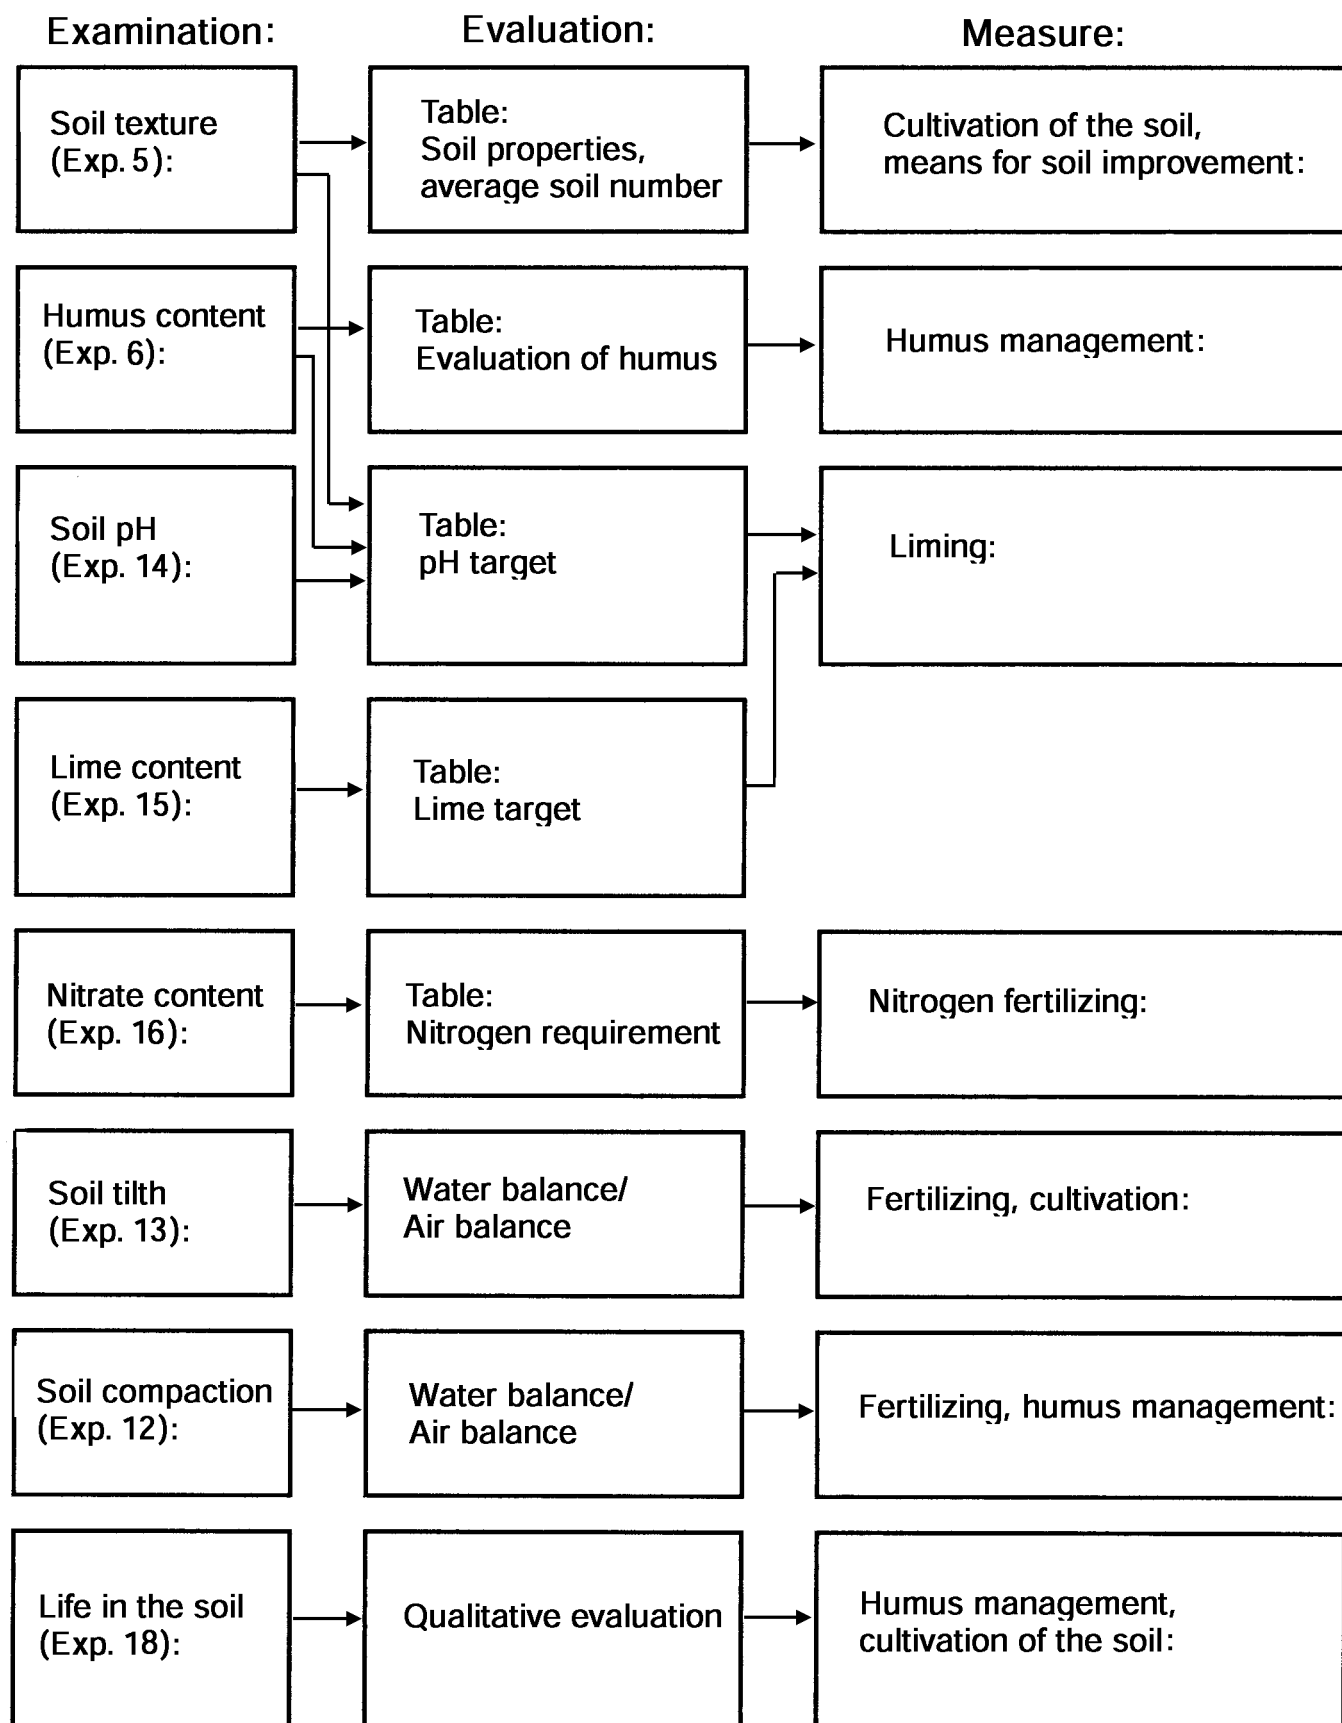 Examination:
Evaluation:
Measure:
Soil texture
(Exp. 5):
Table:
Soil properties,
average soil number
Cultivation of the soil,
means for soil improvement:
Humus content
(Exp. 6):
Table:
Evaluation of humus
Humus management:
Soil pH
(Exp. 14):
Table:
pH target
Liming:
Lime content
(Exp. 15):
Table:
Lime target
Nitrate content
(Exp. 16):
Table:
Nitrogen requirement
Nitrogen fertilizing:
Soil tilth
(Exp. 13):
Water balance/
Air balance
Fertilizing, cultivation:
Soil compaction
(Exp. 12):
Water balance/
Air balance
Fertilizing, humus management:
Life in the soil
(Exp. 18):
Qualitative evaluation
Humus management,
cultivation of the soil: